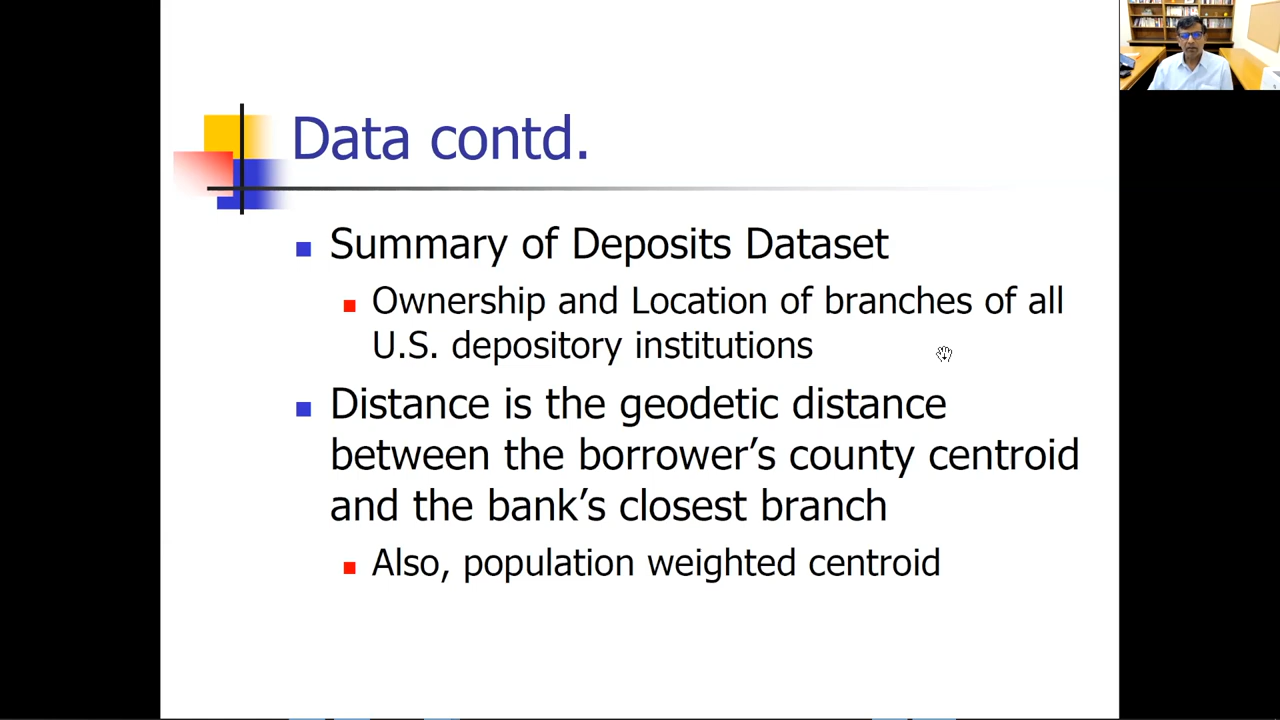 Data contd.
Summary of Deposits Dataset
Ownership and Location of branches of all
U.S. depository institutions
Distance is the geodetic distance
between the borrower’s county centroid
and the bank’s closest branch
Also, population weighted centroid